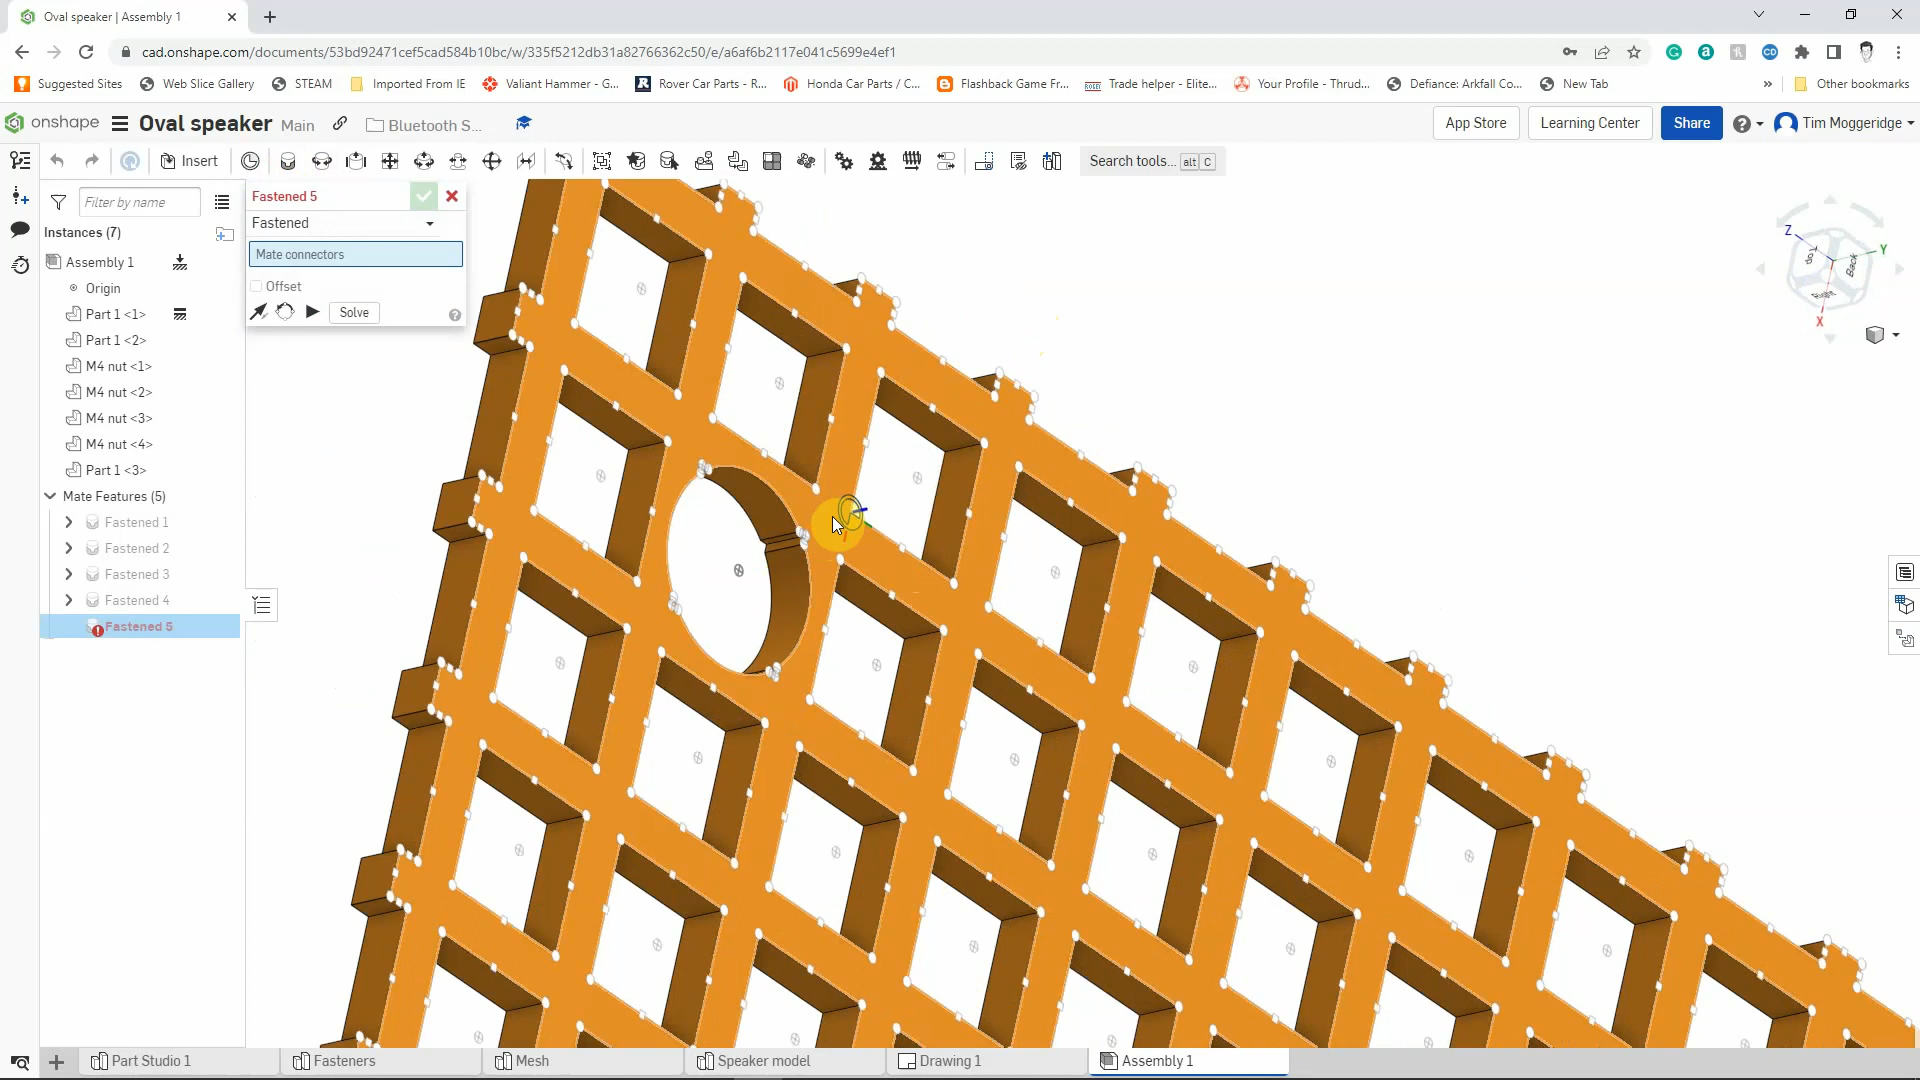 Oval speaker | Assembly 1
cad.onshape.com/documents/53bd92471cef5cad584b10bc/w/335f5212db31a82766362c50/e/a6af6b2117e041c5699e4ef1
Suggested Sites Web Slice Gallery STEAM Imported From IE Valiant Hammer - G... Rover Car Parts - R... Honda Car Parts / C... Flashback Game Fr... Trade helper - Elite... Your Profile - Thrud... Defiance: Arkfall Co... New Tab » Other bookmarks
onshape Oval speaker Main Bluetooth S... App Store Learning Center Share Tim Moggeridge
Insert Search tools... alt C
Filter by name
Instances (7)
Assembly 1
Origin
Part 1 <1>
Part 1 <2>
M4 nut <1>
M4 nut <2>
M4 nut <3>
M4 nut <4>
Part 1 <3>
Mate Features (5)
Fastened 1
Fastened 2
Fastened 3
Fastened 4
Fastened 5
Fastened 5
Fastened
Mate connectors
Offset
Solve
Z
Y
Top
Back
Right
X
Part Studio 1 Fasteners Mesh Speaker model Drawing 1 Assembly 1